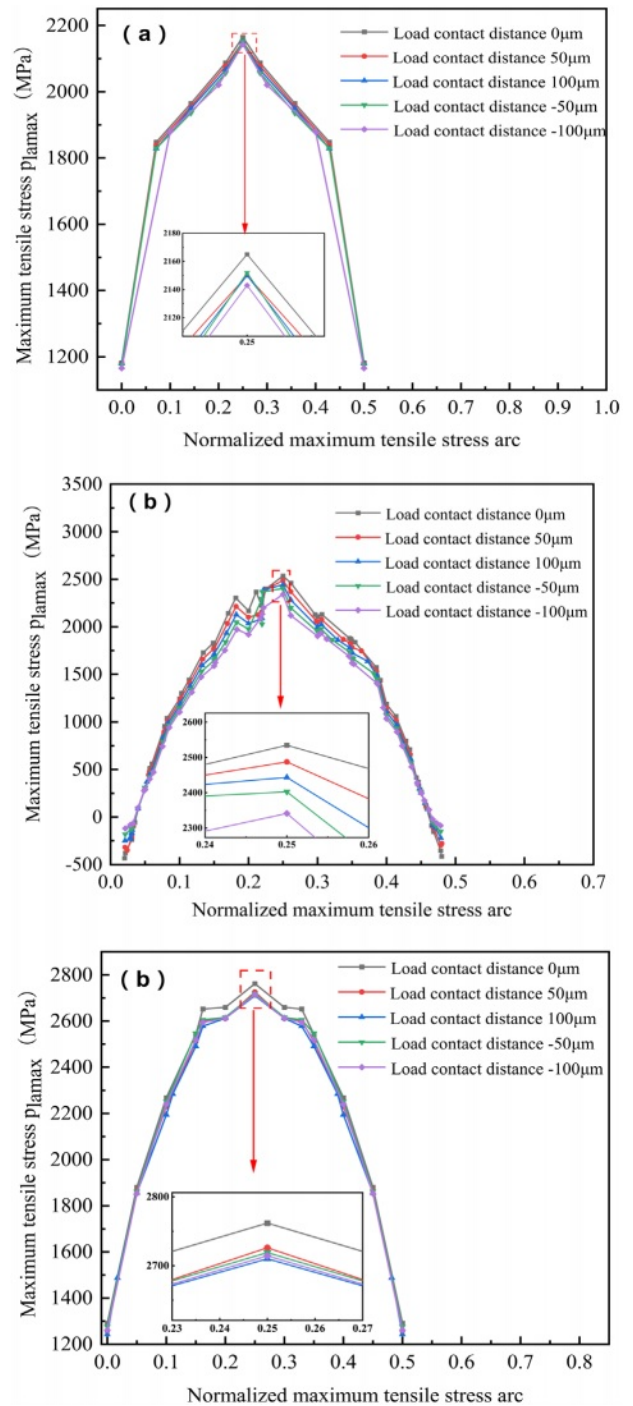 (a)
Load contact distance 0μm
Load contact distance 50μm
Load contact distance 100μm
Load contact distance -50μm
Load contact distance -100μm
Maximum tensile stress plamax (MPa)
2200
2000
1800
1600
1400
1200
2180
2160
2140
2120
0.25
0.0 0.1 0.2 0.3 0.4 0.5 0.6 0.7 0.8 0.9 1.0
Normalized maximum tensile stress arc
(b)
Load contact distance 0μm
Load contact distance 50μm
Load contact distance 100μm
Load contact distance -50μm
Load contact distance -100μm
Maximum tensile stress plamax (MPa)
3500
3000
2500
2000
1500
1000
500
0
-500
2600
2500
2400
2300
0.24 0.25 0.26
0.0 0.1 0.2 0.3 0.4 0.5 0.6 0.7
Normalized maximum tensile stress arc
(b)
Load contact distance 0μm
Load contact distance 50μm
Load contact distance 100μm
Load contact distance -50μm
Load contact distance -100μm
Maximum tensile stress plamax (MPa)
2800
2600
2400
2200
2000
1800
1600
1400
1200
2800
2700
0.23 0.24 0.25 0.26 0.27
0.0 0.1 0.2 0.3 0.4 0.5 0.6 0.7 0.8
Normalized maximum tensile stress arc